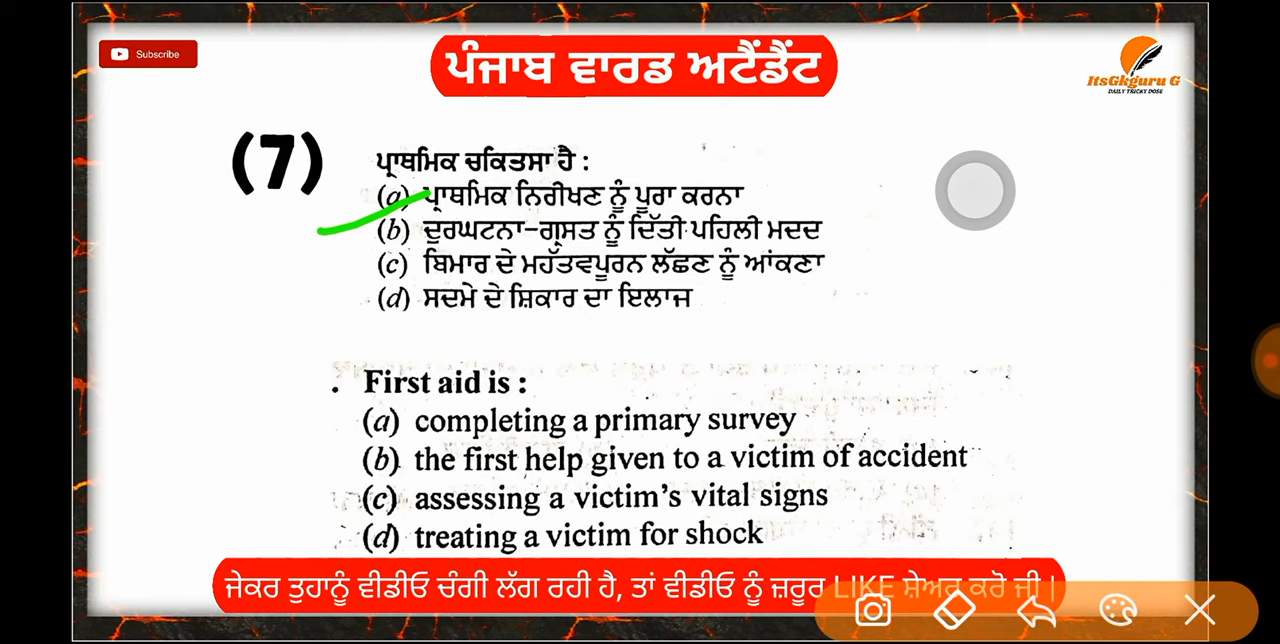 Subscribe
ਪੰਜਾਬ ਵਾਰਡ ਅਟੈਂਡੈਂਟ
ItsGkguru G
DAILY TRICKY DOSE
(7)
ਪ੍ਰਾਥਮਿਕ ਚਕਿਤਸਾ ਹੈ :
(a) ਪ੍ਰਾਥਮਿਕ ਨਿਰੀਖਣ ਨੂੰ ਪੂਰਾ ਕਰਨਾ
(b) ਦੁਰਘਟਨਾ-ਗ੍ਰਸਤ ਨੂੰ ਦਿੱਤੀ ਪਹਿਲੀ ਮਦਦ
(c) ਬਿਮਾਰ ਦੇ ਮਹੱਤਵਪੂਰਨ ਲੱਛਣ ਨੂੰ ਆਂਕਣਾ
(d) ਸਦਮੇ ਦੇ ਸ਼ਿਕਾਰ ਦਾ ਇਲਾਜ
. First aid is :
(a) completing a primary survey
(b) the first help given to a victim of accident
(c) assessing a victim's vital signs
(d) treating a victim for shock
ਜੇਕਰ ਤੁਹਾਨੂੰ ਵੀਡੀਓ ਚੰਗੀ ਲੱਗ ਰਹੀ ਹੈ, ਤਾਂ ਵੀਡੀਓ ਨੂੰ ਜ਼ਰੂਰ LIKE ਸ਼ੇਅਰ ਕਰੋ ਜੀ |